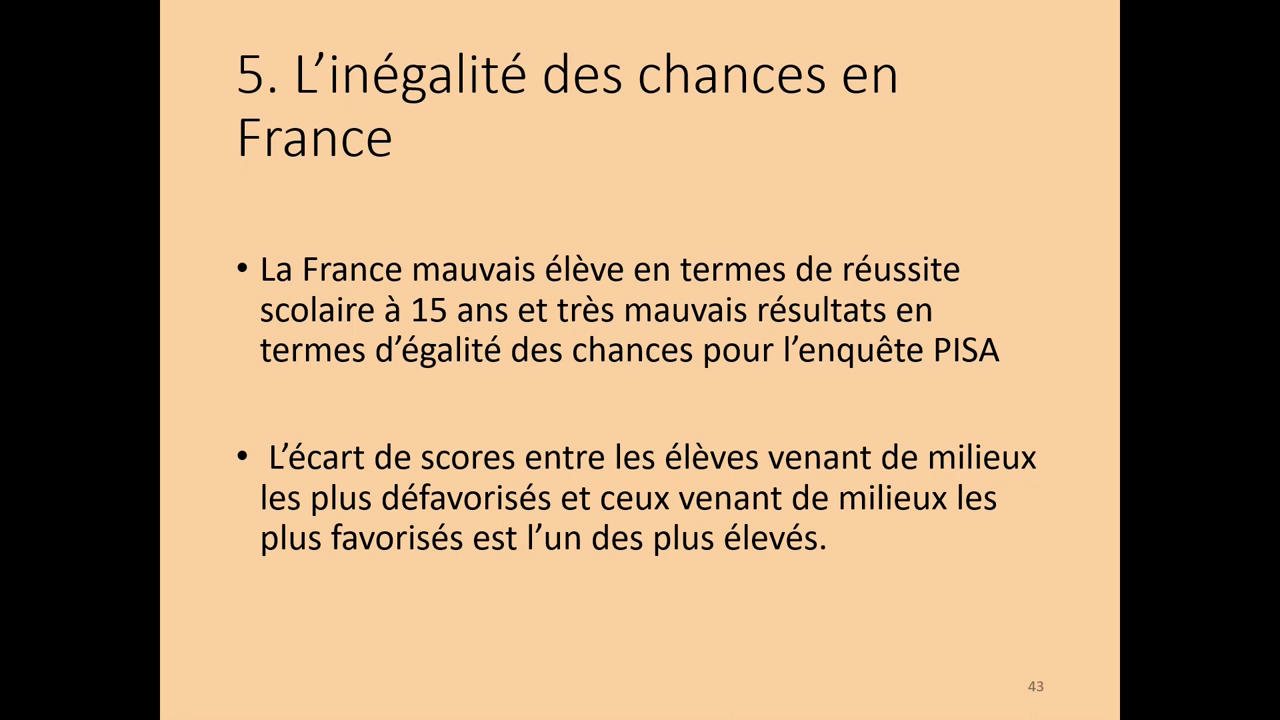 5. L’inégalité des chances en
France
• La France mauvais élève en termes de réussite
scolaire à 15 ans et très mauvais résultats en
termes d’égalité des chances pour l’enquête PISA
• L’écart de scores entre les élèves venant de milieux
les plus défavorisés et ceux venant de milieux les
plus favorisés est l’un des plus élevés.
43